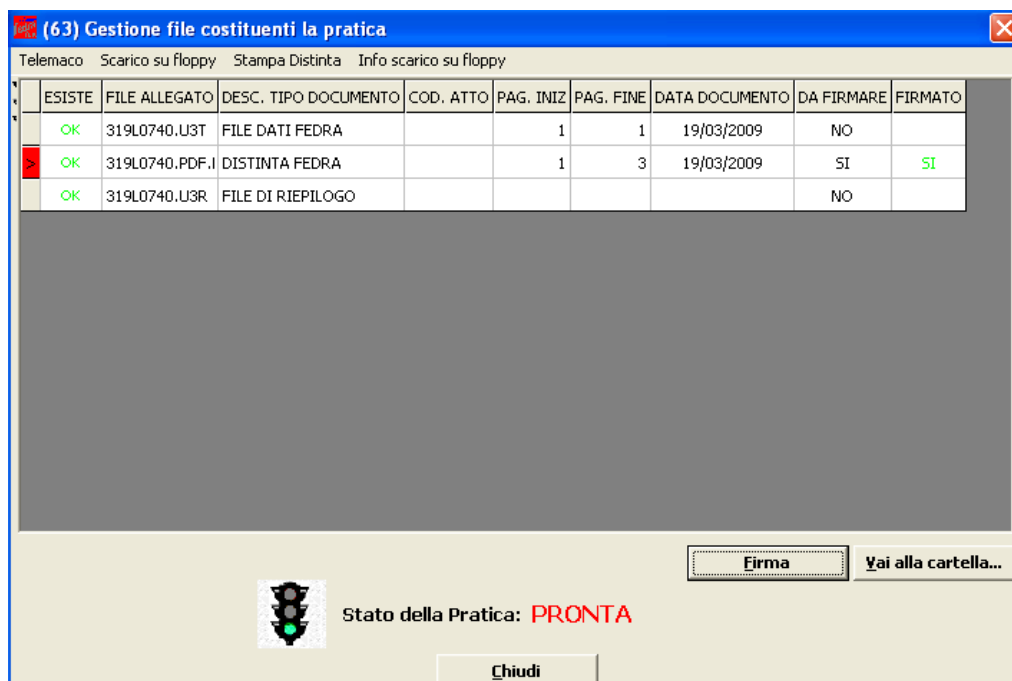 (63) Gestione file costituenti la pratica
Telemaco Scarico su floppy Stampa Distinta Info scarico su floppy
ESISTE FILE ALLEGATO DESC. TIPO DOCUMENTO COD. ATTO PAG. INIZ PAG. FINE DATA DOCUMENTO DA FIRMARE FIRMATO
OK 319L0740.U3T FILE DATI FEDRA 1 1 19/03/2009 NO
> OK 319L0740.PDF. DISTINTA FEDRA 1 3 19/03/2009 SI SI
OK 319L0740.U3R FILE DI RIEPILOGO NO
Firma Vai alla cartella...
Stato della Pratica: PRONTA
Chiudi